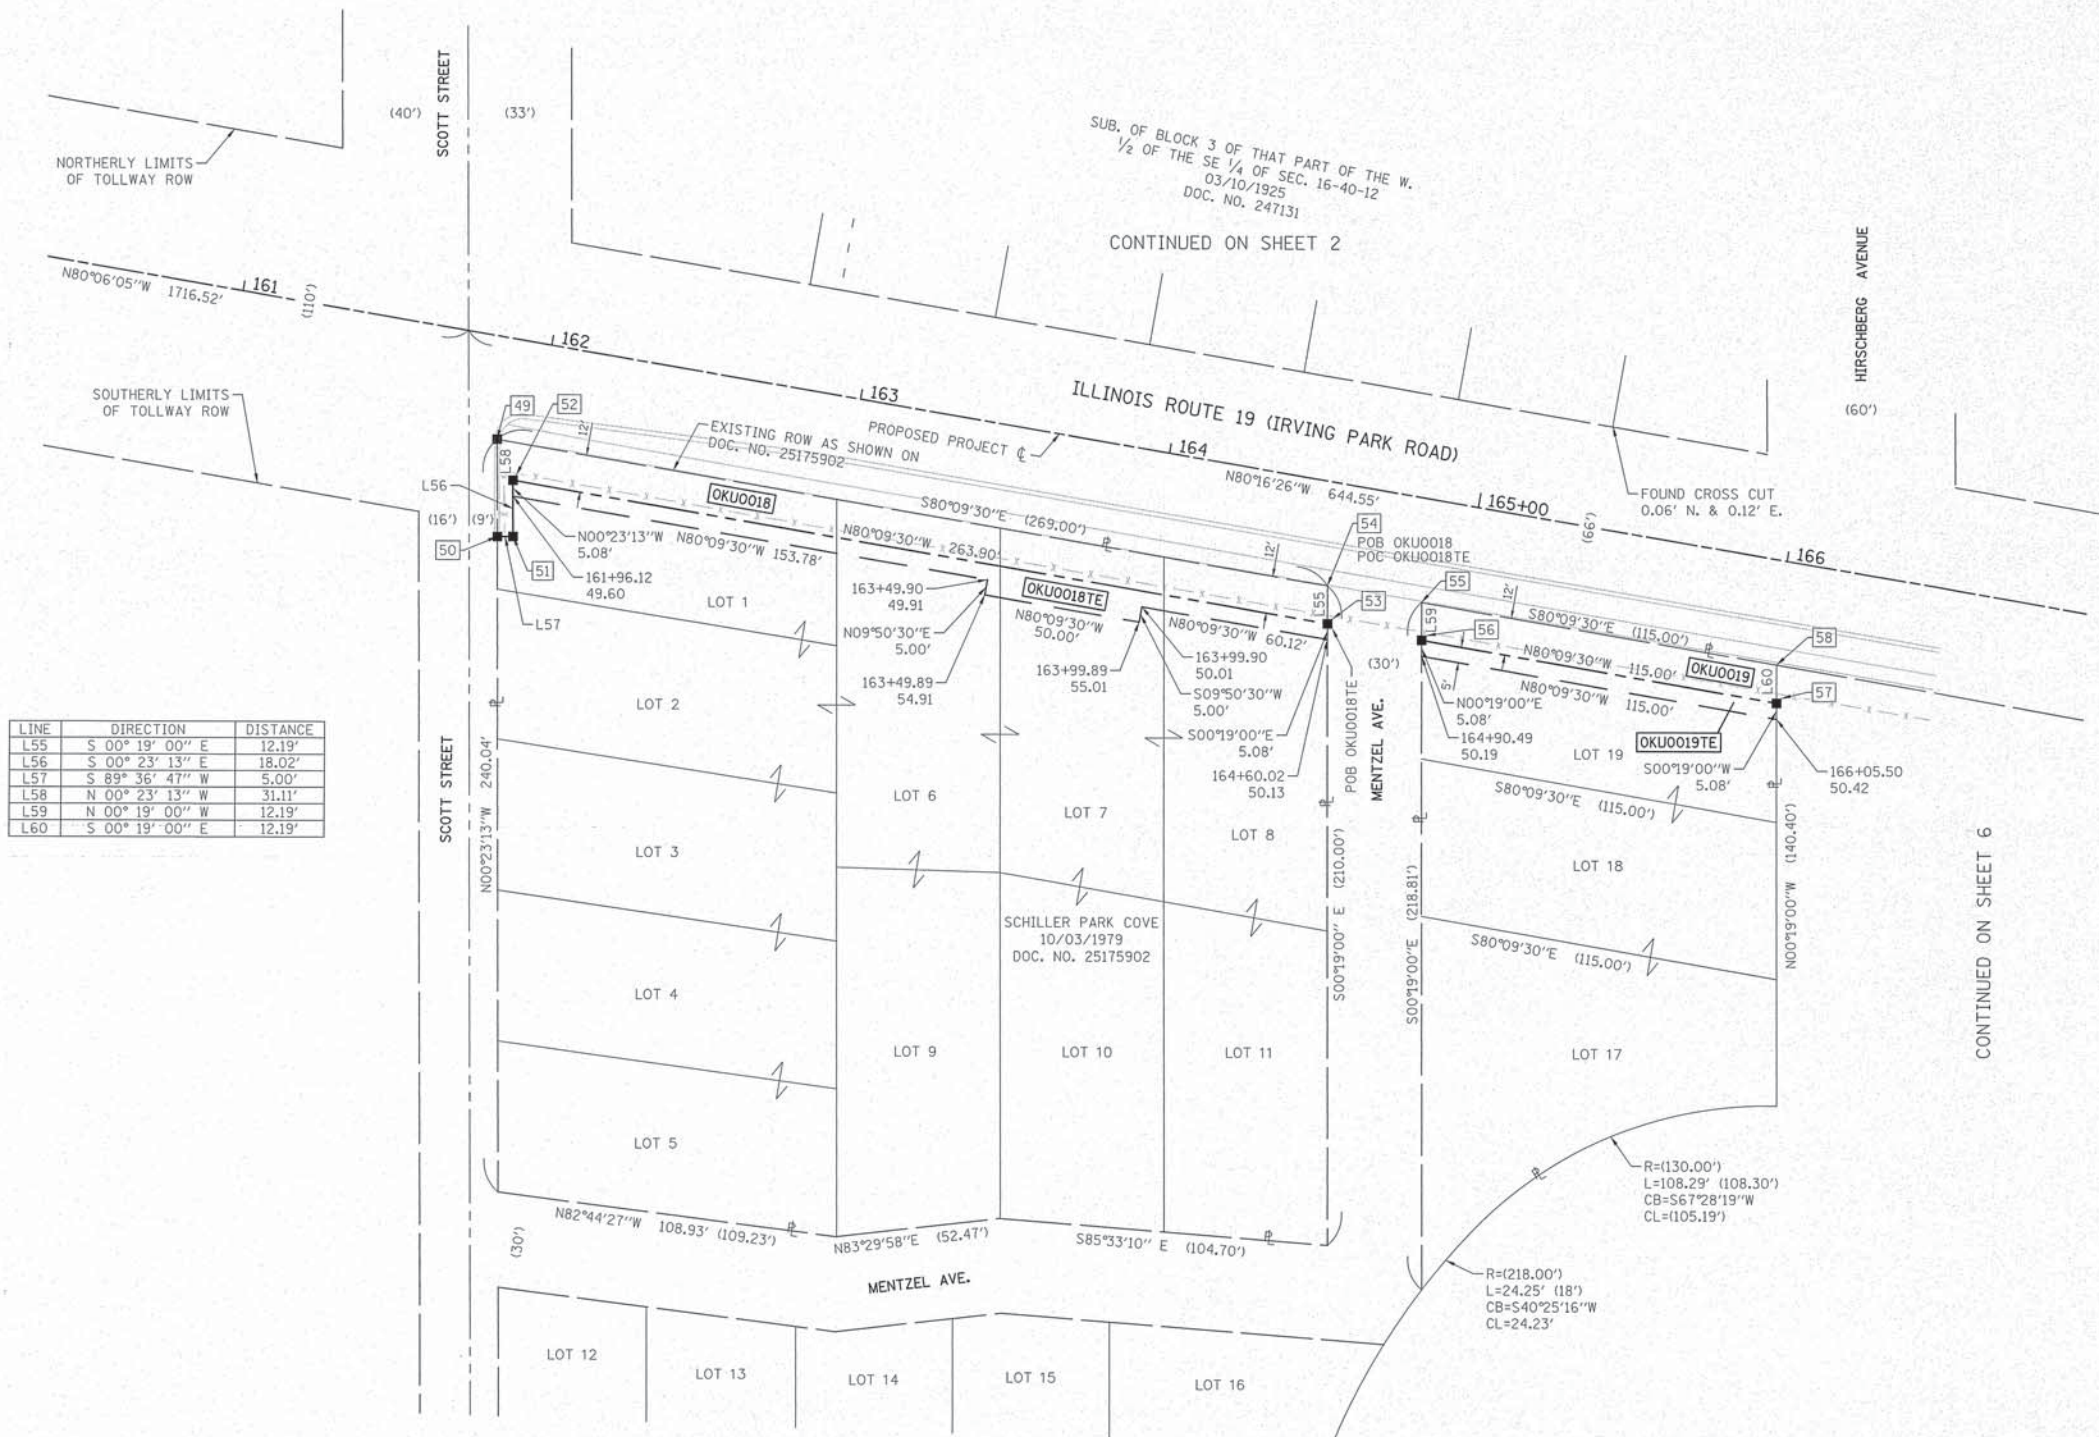 SCOTT STREET
(40')
(33')
NORTHERLY LIMITS
OF TOLLWAY ROW
SUB. OF BLOCK 3 OF THAT PART OF THE W.
1/2 OF THE SE 1/4 OF SEC. 16-40-12
03/10/1925
DOC. NO. 247131
CONTINUED ON SHEET 2
HIRSCHBERG AVENUE
(60')
N80°06'05"W 1716.52'
161
(110')
162
163
164
165+00
166
ILLINOIS ROUTE 19 (IRVING PARK ROAD)
PROPOSED PROJECT ℄
N80°16'26"W 644.55'
(66')
FOUND CROSS CUT
0.06' N. & 0.12' E.
SOUTHERLY LIMITS
OF TOLLWAY ROW
49
52
12'
EXISTING ROW AS SHOWN ON
DOC. NO. 25175902
L58
L56
(16')
(9')
50
51
L57
OKU0018
S80°09'30"E (269.00')
N80°09'30"W 263.90'
N80°09'30"W 153.78'
N00°23'13"W
5.08'
161+96.12
49.60
12'
54
POB OKU0018
POC OKU0018TE
L55
53
163+49.90
49.91
N09°50'30"E
5.00'
163+49.89
54.91
OKU0018TE
N80°09'30"W
50.00'
N80°09'30"W 60.12'
163+99.89
55.01
163+99.90
50.01
S09°50'30"W
5.00'
S00°19'00"E
5.08'
164+60.02
50.13
POB OKU0018TE
MENTZEL AVE.
(30')
55
L59
56
12'
S80°09'30"E (115.00')
58
N80°09'30"W 115.00'
OKU0019
L60
57
5'
N80°09'30"W 115.00'
N00°19'00"E
5.08'
164+90.49
50.19
OKU0019TE
S00°19'00"W
5.08'
166+05.50
50.42
LINE DIRECTION DISTANCE
L55 S 00° 19' 00" E 12.19'
L56 S 00° 23' 13" E 18.02'
L57 S 89° 36' 47" W 5.00'
L58 N 00° 23' 13" W 31.11'
L59 N 00° 19' 00" W 12.19'
L60 S 00° 19' 00" E 12.19'
SCOTT STREET
N00°23'13"W 240.04'
LOT 1
LOT 2
LOT 3
LOT 4
LOT 5
LOT 6
LOT 7
LOT 8
LOT 9
LOT 10
LOT 11
SCHILLER PARK COVE
10/03/1979
DOC. NO. 25175902
S00°19'00" E (210.00')
S00°19'00"E (218.81')
LOT 19
S80°09'30"E (115.00')
LOT 18
S80°09'30"E (115.00')
LOT 17
N00°19'00"W (140.40')
CONTINUED ON SHEET 6
R=(130.00')
L=108.29' (108.30')
CB=S67°28'19"W
CL=(105.19')
R=(218.00')
L=24.25' (18')
CB=S40°25'16"W
CL=24.23'
N82°44'27"W 108.93' (109.23')
N83°29'58"E (52.47')
S85°33'10" E (104.70')
(30')
MENTZEL AVE.
LOT 12
LOT 13
LOT 14
LOT 15
LOT 16